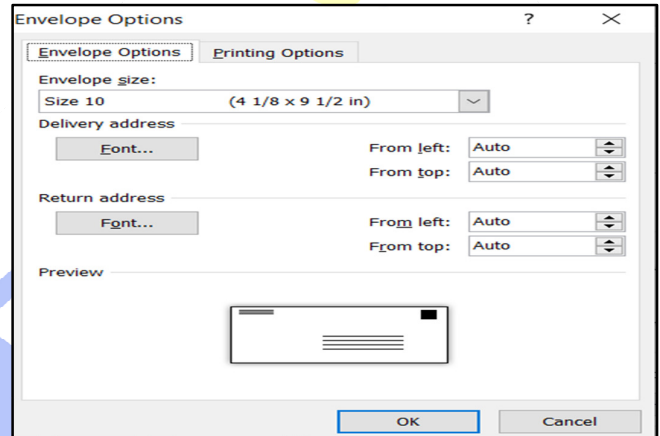 Envelope Options ?
Envelope Options Printing Options
Envelope size:
Size 10 (4 1/8 x 9 1/2 in)
Delivery address
Font... From left: Auto
From top: Auto
Return address
Font... From left: Auto
From top: Auto
Preview
OK Cancel